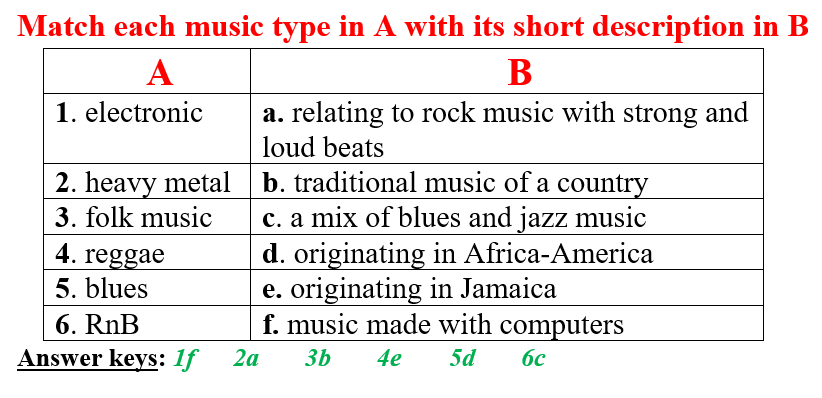 Match each music type in A with its short description in B
A B
1. electronic a. relating to rock music with strong and
loud beats
2. heavy metal b. traditional music of a country
3. folk music c. a mix of blues and jazz music
4. reggae d. originating in Africa-America
5. blues e. originating in Jamaica
6. RnB f. music made with computers
Answer keys: 1f 2a 3b 4e 5d 6c